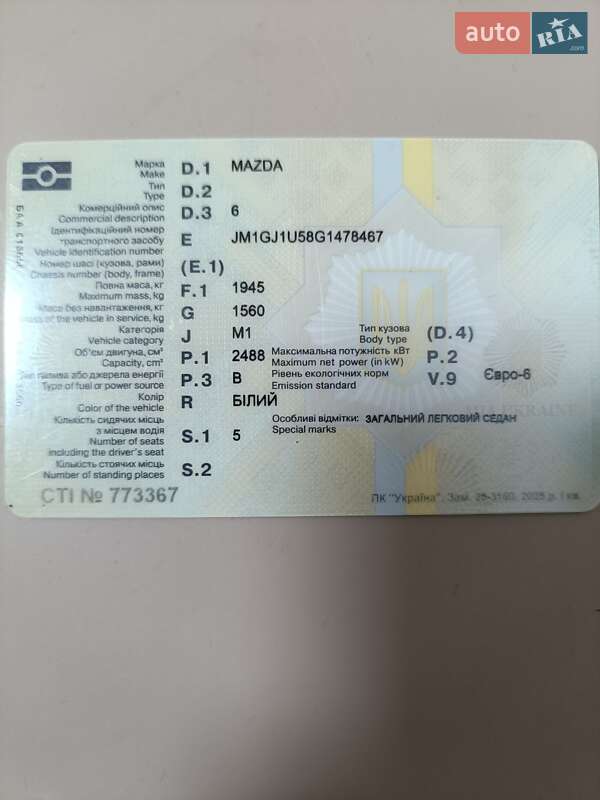 auto RIA .com
Марка
Make D.1 MAZDA
Тип
Type D.2
Комерційний опис
Commercial description D.3 6
Ідентифікаційний номер
транспортного засобу
Vehicle identification number E JM1GJ1U58G1478467
Номер шасі (кузова, рами)
Chassis number (body, frame) (E.1)
Повна маса, кг
Maximum mass, kg F.1 1945
Маса без навантаження, кг
Mass of the vehicle in service, kg G 1560
Категорія
Vehicle category J M1
Тип кузова
Body type (D.4)
Об'єм двигуна, см³
Capacity, cm³ P.1 2488
Максимальна потужність кВт
Maximum net power (in kW) P.2
Тип палива або джерела енергії
Type of fuel or power source P.3 B
Рівень екологічних норм
Emission standard V.9 Євро-6
Колір
Color of the vehicle R БІЛИЙ
Особливі відмітки: ЗАГАЛЬНИЙ ЛЕГКОВИЙ СЕДАН
Special marks
Кількість сидячих місць
з місцем водія
Number of seats
including the driver's seat S.1 5
Кількість стоячих місць
Number of standing places S.2
СТІ № 773367
ПК "Україна", Зам. 25-3160, 2025 р. І кв.
UKRAINE